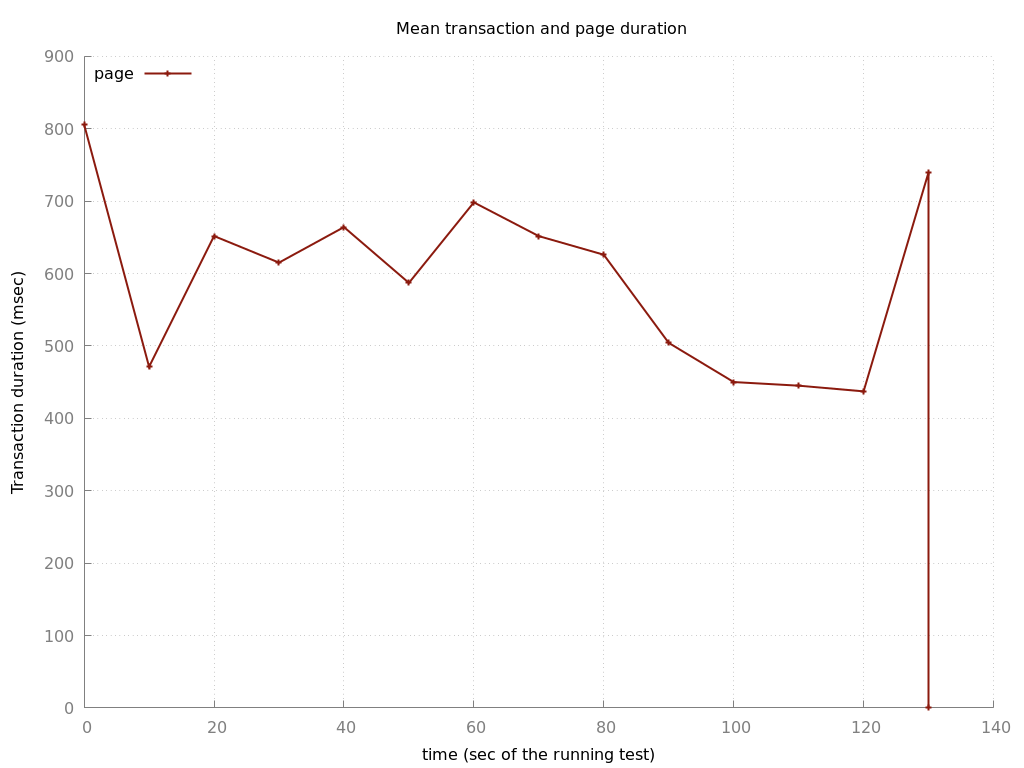 Mean transaction and page duration
900
page
800
700
600
500
400
300
200
100
0
Transaction duration (msec)
0 20 40 60 80 100 120 140
time (sec of the running test)